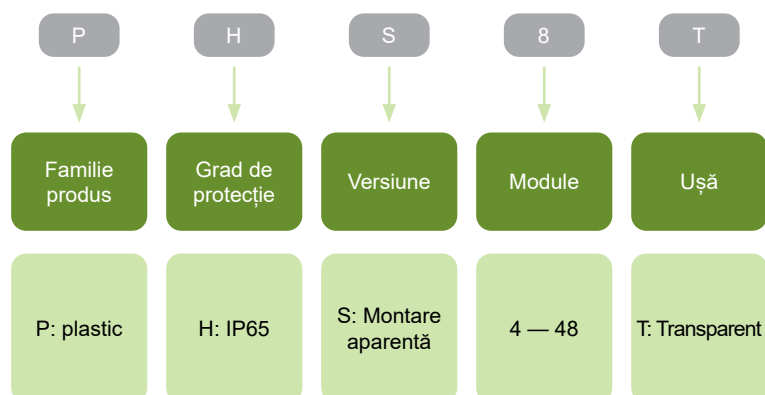 P
H
S
8
T
Familie
produs
Grad de
protecție
Versiune
Module
Ușă
P: plastic
H: IP65
S: Montare
aparentă
4 — 48
T: Transparent